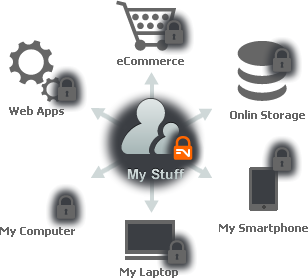 eCommerce
Web Apps
Onlin Storage
My Stuff
My Computer
My Smartphone
My Laptop